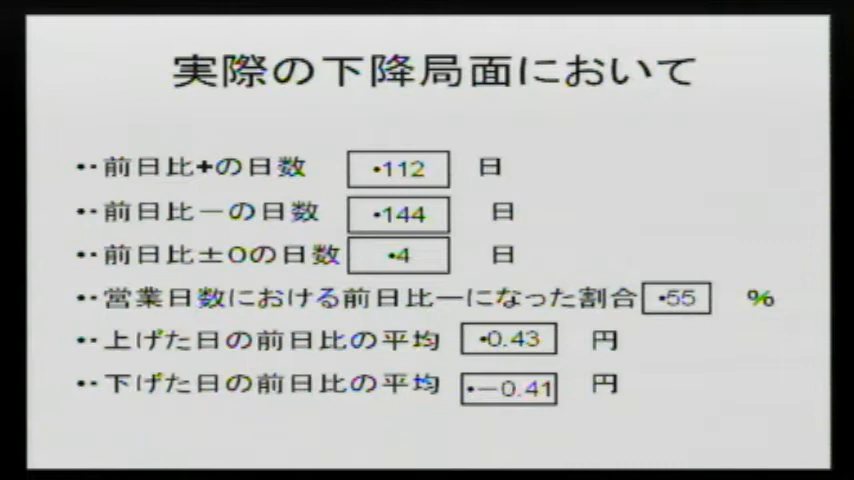 実際の下降局面において
••前日比+の日数 •112 日
••前日比－の日数 •144 日
••前日比±0の日数 •4 日
••営業日数における前日比－になった割合 •55 %
••上げた日の前日比の平均 •0.43 円
••下げた日の前日比の平均 •－0.41 円